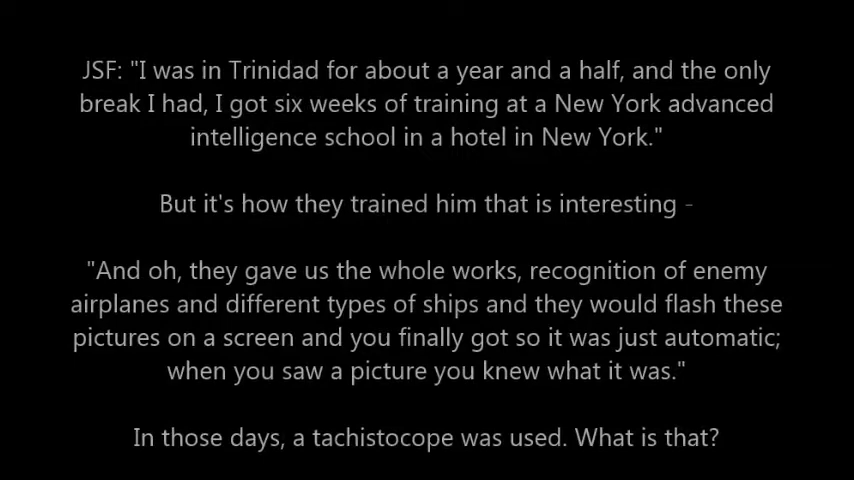 JSF: "I was in Trinidad for about a year and a half, and the only
break I had, I got six weeks of training at a New York advanced
intelligence school in a hotel in New York."
But it's how they trained him that is interesting -
"And oh, they gave us the whole works, recognition of enemy
airplanes and different types of ships and they would flash these
pictures on a screen and you finally got so it was just automatic;
when you saw a picture you knew what it was."
In those days, a tachistocope was used. What is that?